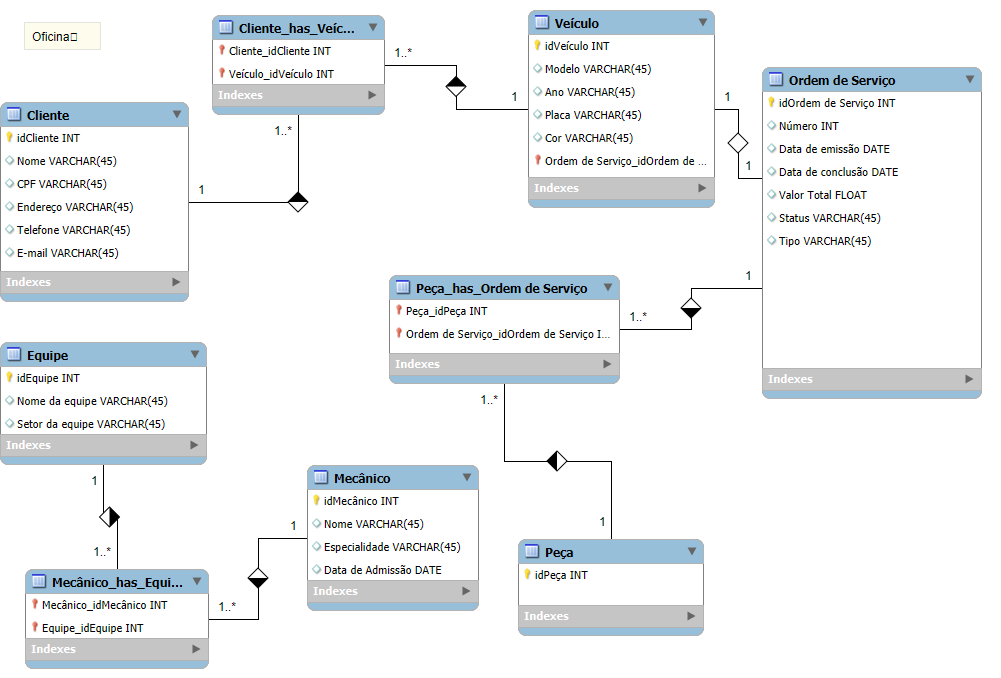 Oficina
Cliente_has_Veíc...
Cliente_idCliente INT
Veículo_idVeículo INT
Indexes
1..*
1
1..*
Veículo
idVeículo INT
Modelo VARCHAR(45)
Ano VARCHAR(45)
Placa VARCHAR(45)
Cor VARCHAR(45)
Ordem de Serviço_idOrdem de ...
Indexes
1
1
Ordem de Serviço
idOrdem de Serviço INT
Número INT
Data de emissão DATE
Data de conclusão DATE
Valor Total FLOAT
Status VARCHAR(45)
Tipo VARCHAR(45)
Indexes
Cliente
idCliente INT
Nome VARCHAR(45)
CPF VARCHAR(45)
Endereço VARCHAR(45)
Telefone VARCHAR(45)
E-mail VARCHAR(45)
Indexes
1
Peça_has_Ordem de Serviço
Peça_idPeça INT
Ordem de Serviço_idOrdem de Serviço I...
Indexes
1..*
1
1..*
1
Equipe
idEquipe INT
Nome da equipe VARCHAR(45)
Setor da equipe VARCHAR(45)
Indexes
1
1..*
Mecânico
idMecânico INT
Nome VARCHAR(45)
Especialidade VARCHAR(45)
Data de Admissão DATE
Indexes
1
1..*
Mecânico_has_Equi...
Mecânico_idMecânico INT
Equipe_idEquipe INT
Indexes
Peça
idPeça INT
Indexes